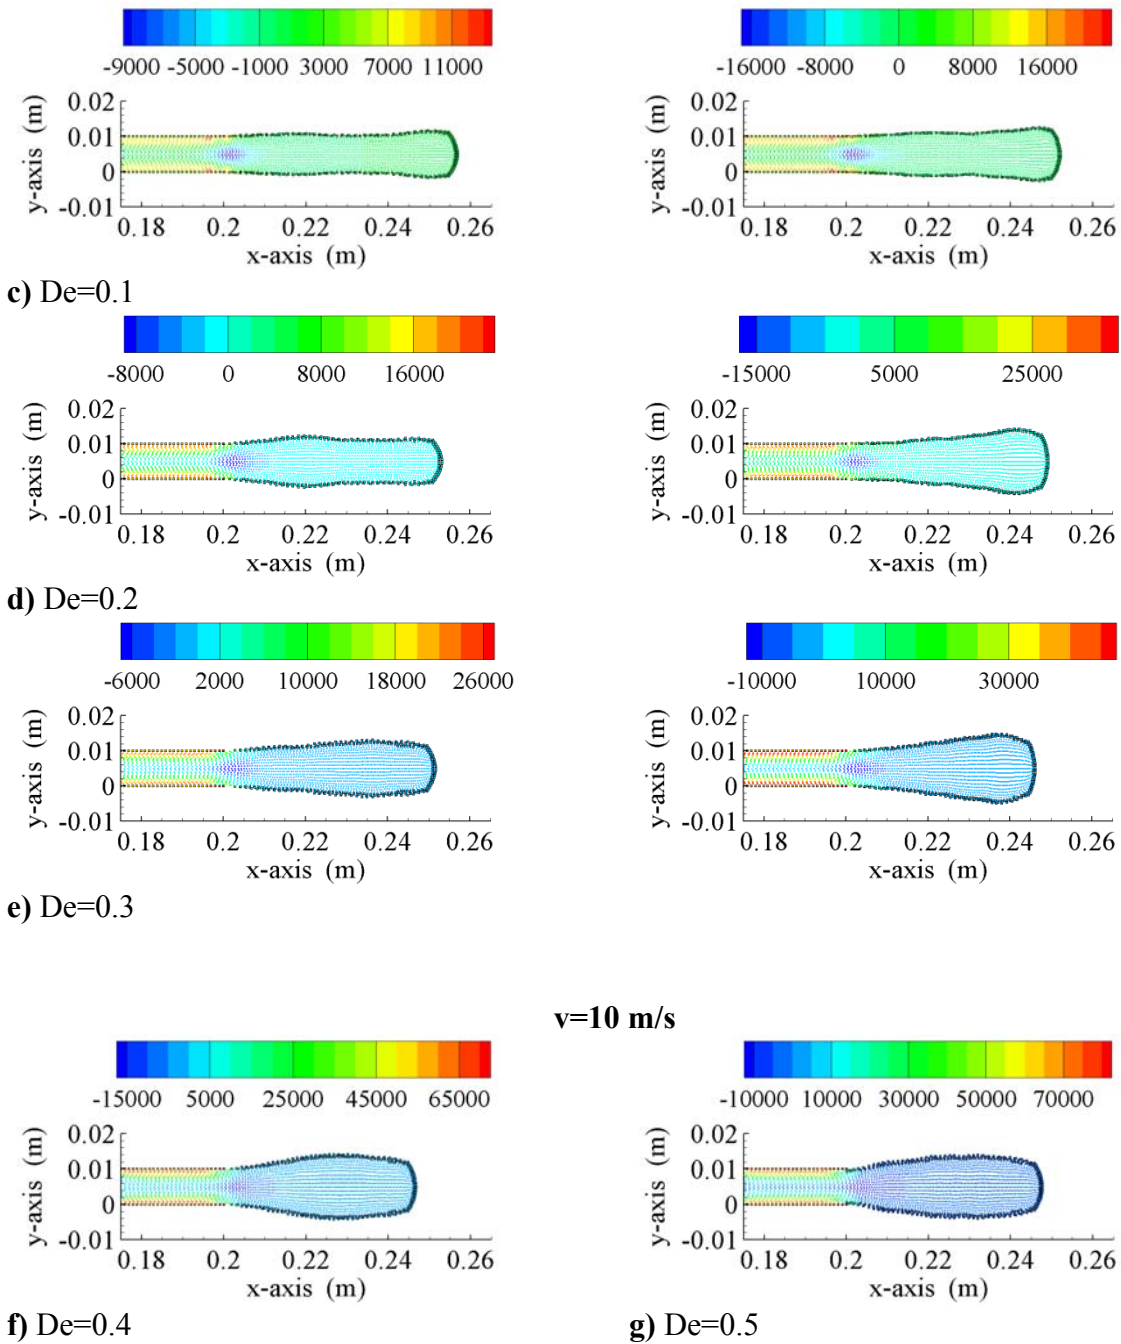 -9000 -5000 -1000 3000 7000 11000
-16000 -8000 0 8000 16000
y-axis (m)
0.02
0.01
0
-0.01
0.18 0.2 0.22 0.24 0.26
x-axis (m)
y-axis (m)
0.02
0.01
0
-0.01
0.18 0.2 0.22 0.24 0.26
x-axis (m)
c) De=0.1
-8000 0 8000 16000
-15000 5000 25000
y-axis (m)
0.02
0.01
0
-0.01
0.18 0.2 0.22 0.24 0.26
x-axis (m)
y-axis (m)
0.02
0.01
0
-0.01
0.18 0.2 0.22 0.24 0.26
x-axis (m)
d) De=0.2
-6000 2000 10000 18000 26000
-10000 10000 30000
y-axis (m)
0.02
0.01
0
-0.01
0.18 0.2 0.22 0.24 0.26
x-axis (m)
y-axis (m)
0.02
0.01
0
-0.01
0.18 0.2 0.22 0.24 0.26
x-axis (m)
e) De=0.3
v=10 m/s
-15000 5000 25000 45000 65000
-10000 10000 30000 50000 70000
y-axis (m)
0.02
0.01
0
-0.01
0.18 0.2 0.22 0.24 0.26
x-axis (m)
y-axis (m)
0.02
0.01
0
-0.01
0.18 0.2 0.22 0.24 0.26
x-axis (m)
f) De=0.4
g) De=0.5